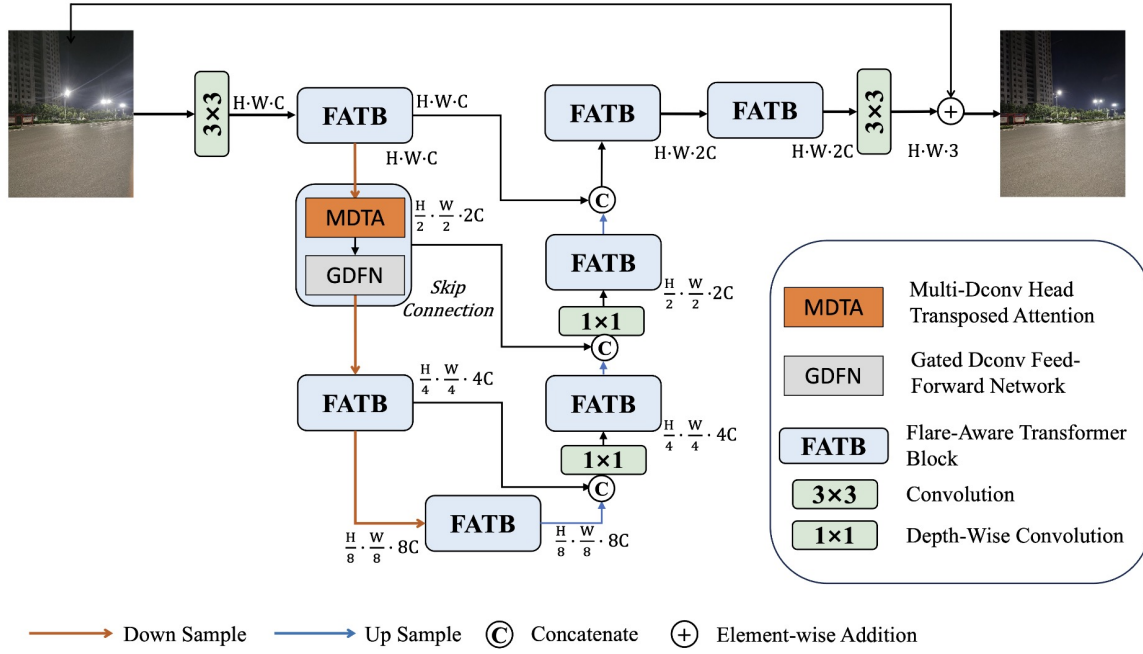 3×3
H·W·C
FATB
H·W·C
H·W·C
FATB
H·W·2C
FATB
H·W·2C
3×3
H·W·3
+
C
MDTA
H/2 · W/2 · 2C
GDFN
Skip
Connection
FATB
H/2 · W/2 · 2C
1×1
C
FATB
H/4 · W/4 · 4C
FATB
H/4 · W/4 · 4C
1×1
C
FATB
H/8 · W/8 · 8C
H/8 · W/8 · 8C
MDTA
Multi-Dconv Head
Transposed Attention
GDFN
Gated Dconv Feed-
Forward Network
FATB
Flare-Aware Transformer
Block
3×3
Convolution
1×1
Depth-Wise Convolution
Down Sample
Up Sample
C
Concatenate
+
Element-wise Addition